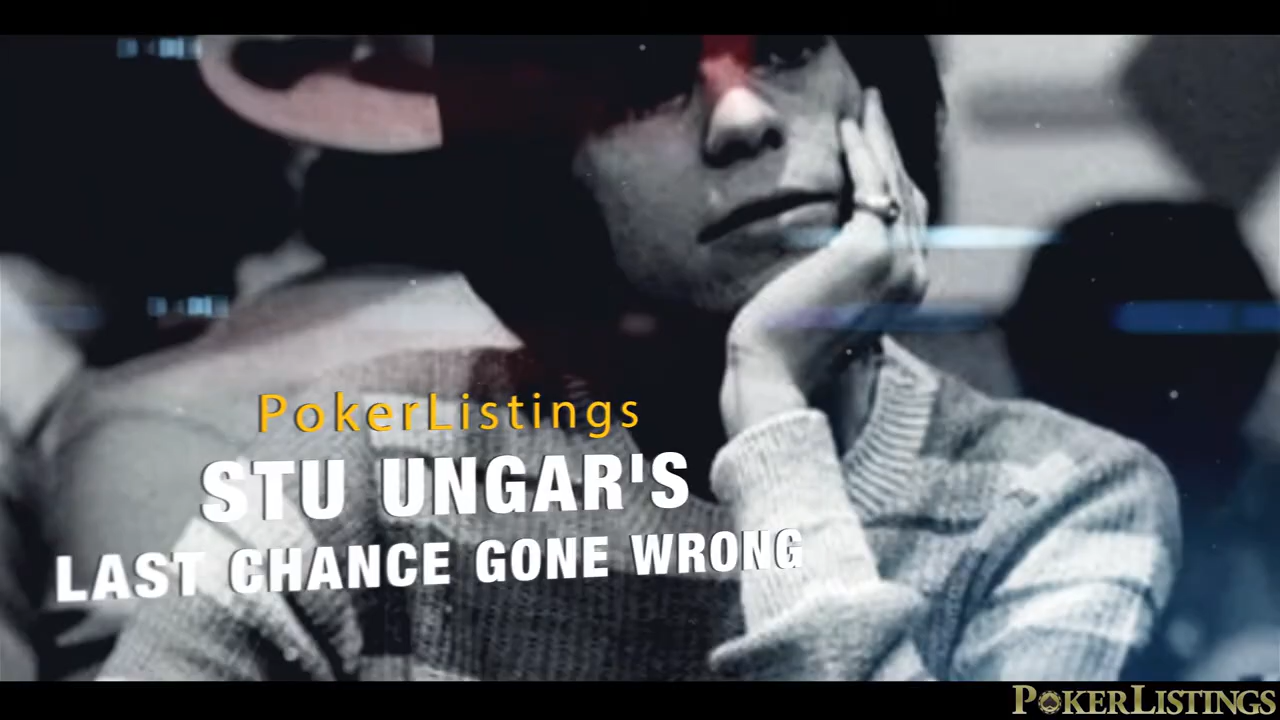 PokerListings
STU UNGAR'S
LAST CHANCE GONE WRONG
POKERLISTINGS